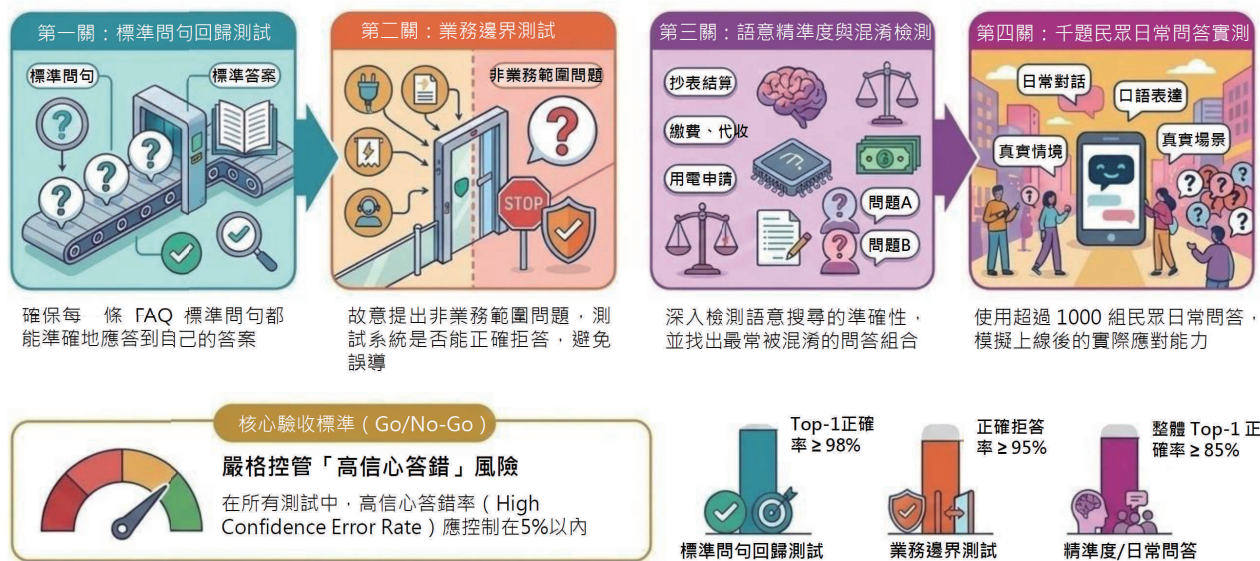 第一關：標準問句回歸測試
標準問句
標準答案
確保每一條 FAQ 標準問句都
能準確地應答到自己的答案
第二關：業務邊界測試
非業務範圍問題
STOP
故意提出非業務範圍問題，測
試系統是否能正確拒答，避免
誤導
第三關：語意精準度與混淆檢測
抄表結算
繳費、代收
用電申請
問題A
問題B
深入檢測語意搜尋的準確性，
並找出最常被混淆的問答組合
第四關：千題民眾日常問答實測
日常對話
口語表達
真實情境
真實場景
使用超過 1000 組民眾日常問答，
模擬上線後的實際應對能力
核心驗收標準（Go/No-Go）
嚴格控管「高信心答錯」風險
在所有測試中，高信心答錯率（High
Confidence Error Rate）應控制在5%以內
Top-1正確
率 ≥ 98%
標準問句回歸測試
正確拒答
率 ≥ 95%
業務邊界測試
整體 Top-1 正
確率 ≥ 85%
精準度/日常問答